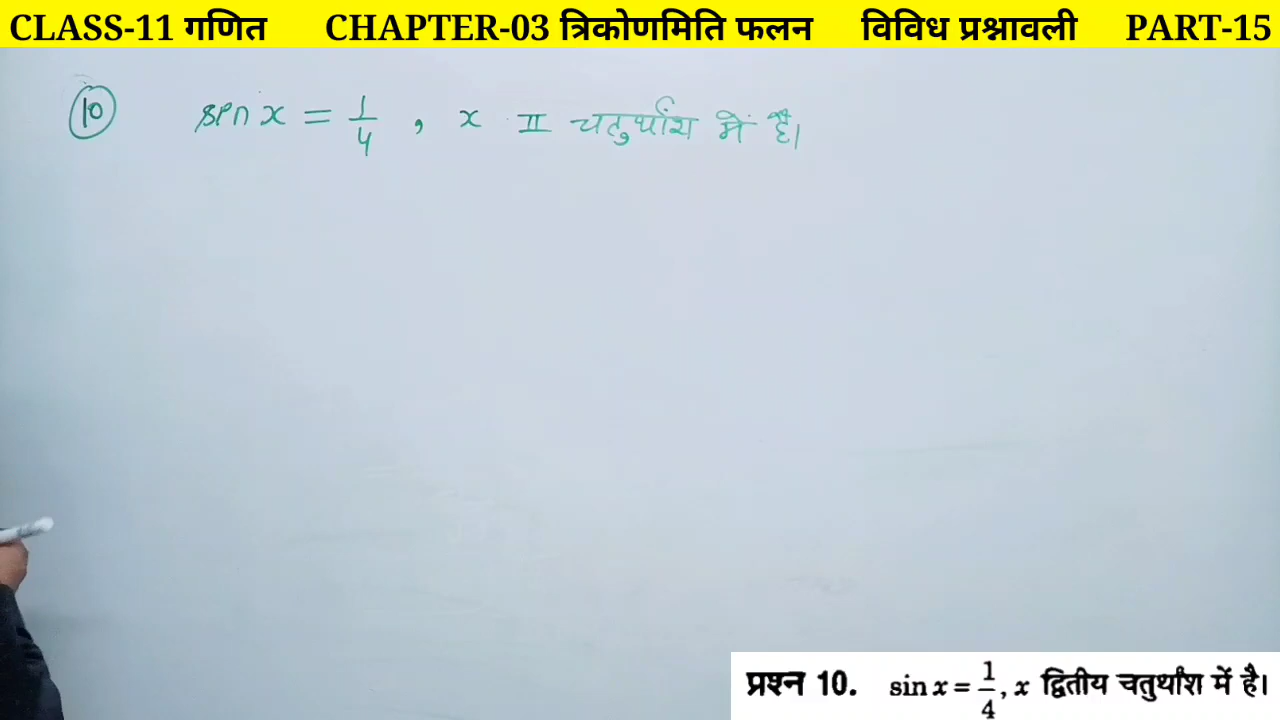 CLASS-11 गणित CHAPTER-03 त्रिकोणमिति फलन विविध प्रश्नावली PART-15
10 sin x = 1/4 , x II चतुर्थांश में है।
प्रश्न 10. sin x = 1/4, x द्वितीय चतुर्थांश में है।